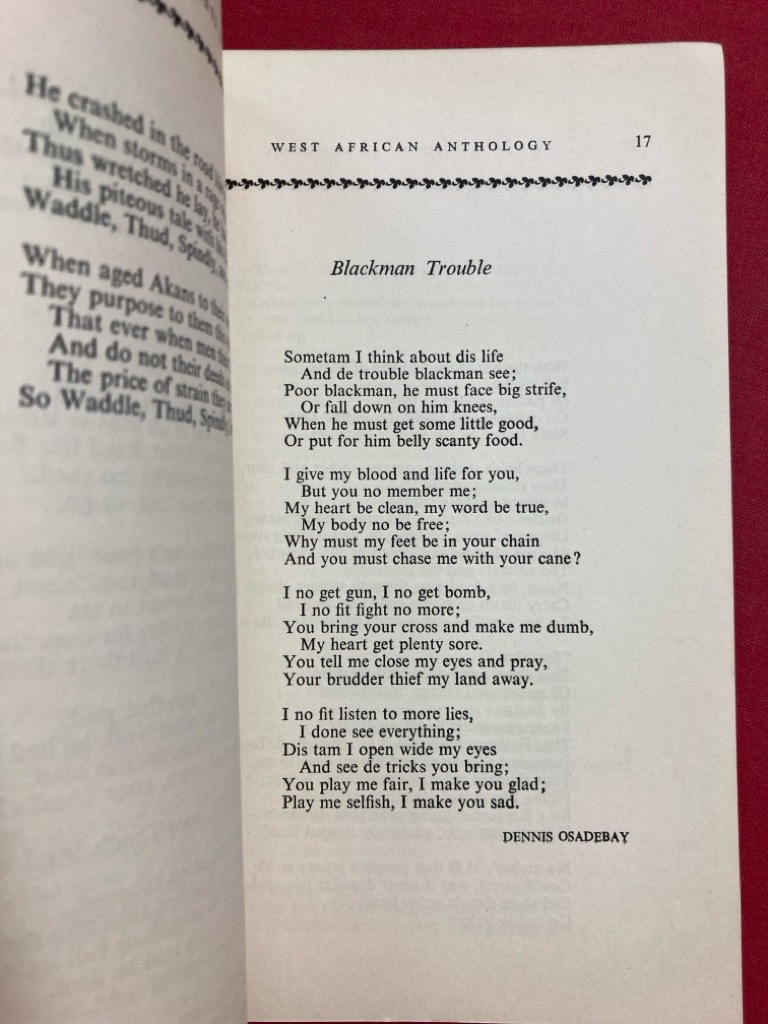 He crashed in the road
When storms in a rage
Thus wretched he lay, he
His piteous tale with
Waddle, Thud, Spindly,
When aged Akans to
They purpose to them
That ever when men
And do not their deeds
The price of strain they
So Waddle, Thud, Spindly,
WEST AFRICAN ANTHOLOGY 17
Blackman Trouble
Sometam I think about dis life
And de trouble blackman see;
Poor blackman, he must face big strife,
Or fall down on him knees,
When he must get some little good,
Or put for him belly scanty food.
I give my blood and life for you,
But you no member me;
My heart be clean, my word be true,
My body no be free;
Why must my feet be in your chain
And you must chase me with your cane?
I no get gun, I no get bomb,
I no fit fight no more;
You bring your cross and make me dumb,
My heart get plenty sore.
You tell me close my eyes and pray,
Your brudder thief my land away.
I no fit listen to more lies,
I done see everything;
Dis tam I open wide my eyes
And see de tricks you bring;
You play me fair, I make you glad;
Play me selfish, I make you sad.
DENNIS OSADEBAY